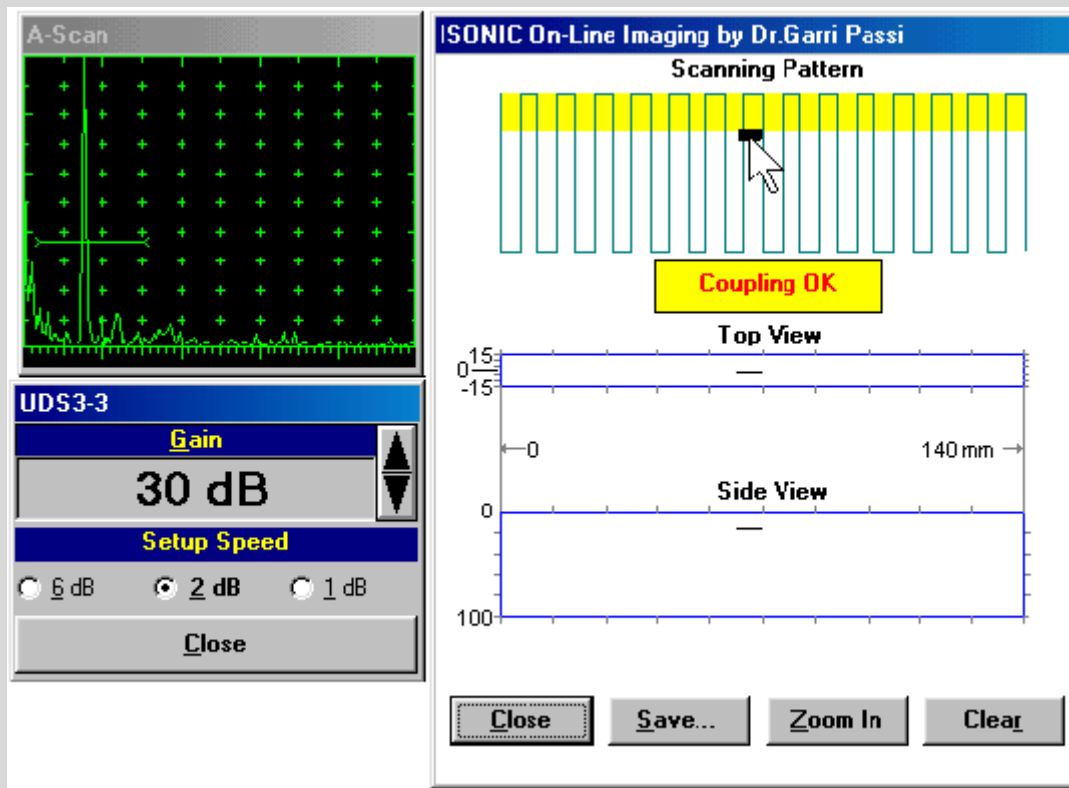 A-Scan
UDS3-3
Gain
30 dB
Setup Speed
6 dB 2 dB 1 dB
Close
ISONIC On-Line Imaging by Dr.Garri Passi
Scanning Pattern
Coupling OK
Top View
15
0
-15
0 140 mm
Side View
0
100
Close Save... Zoom In Clear